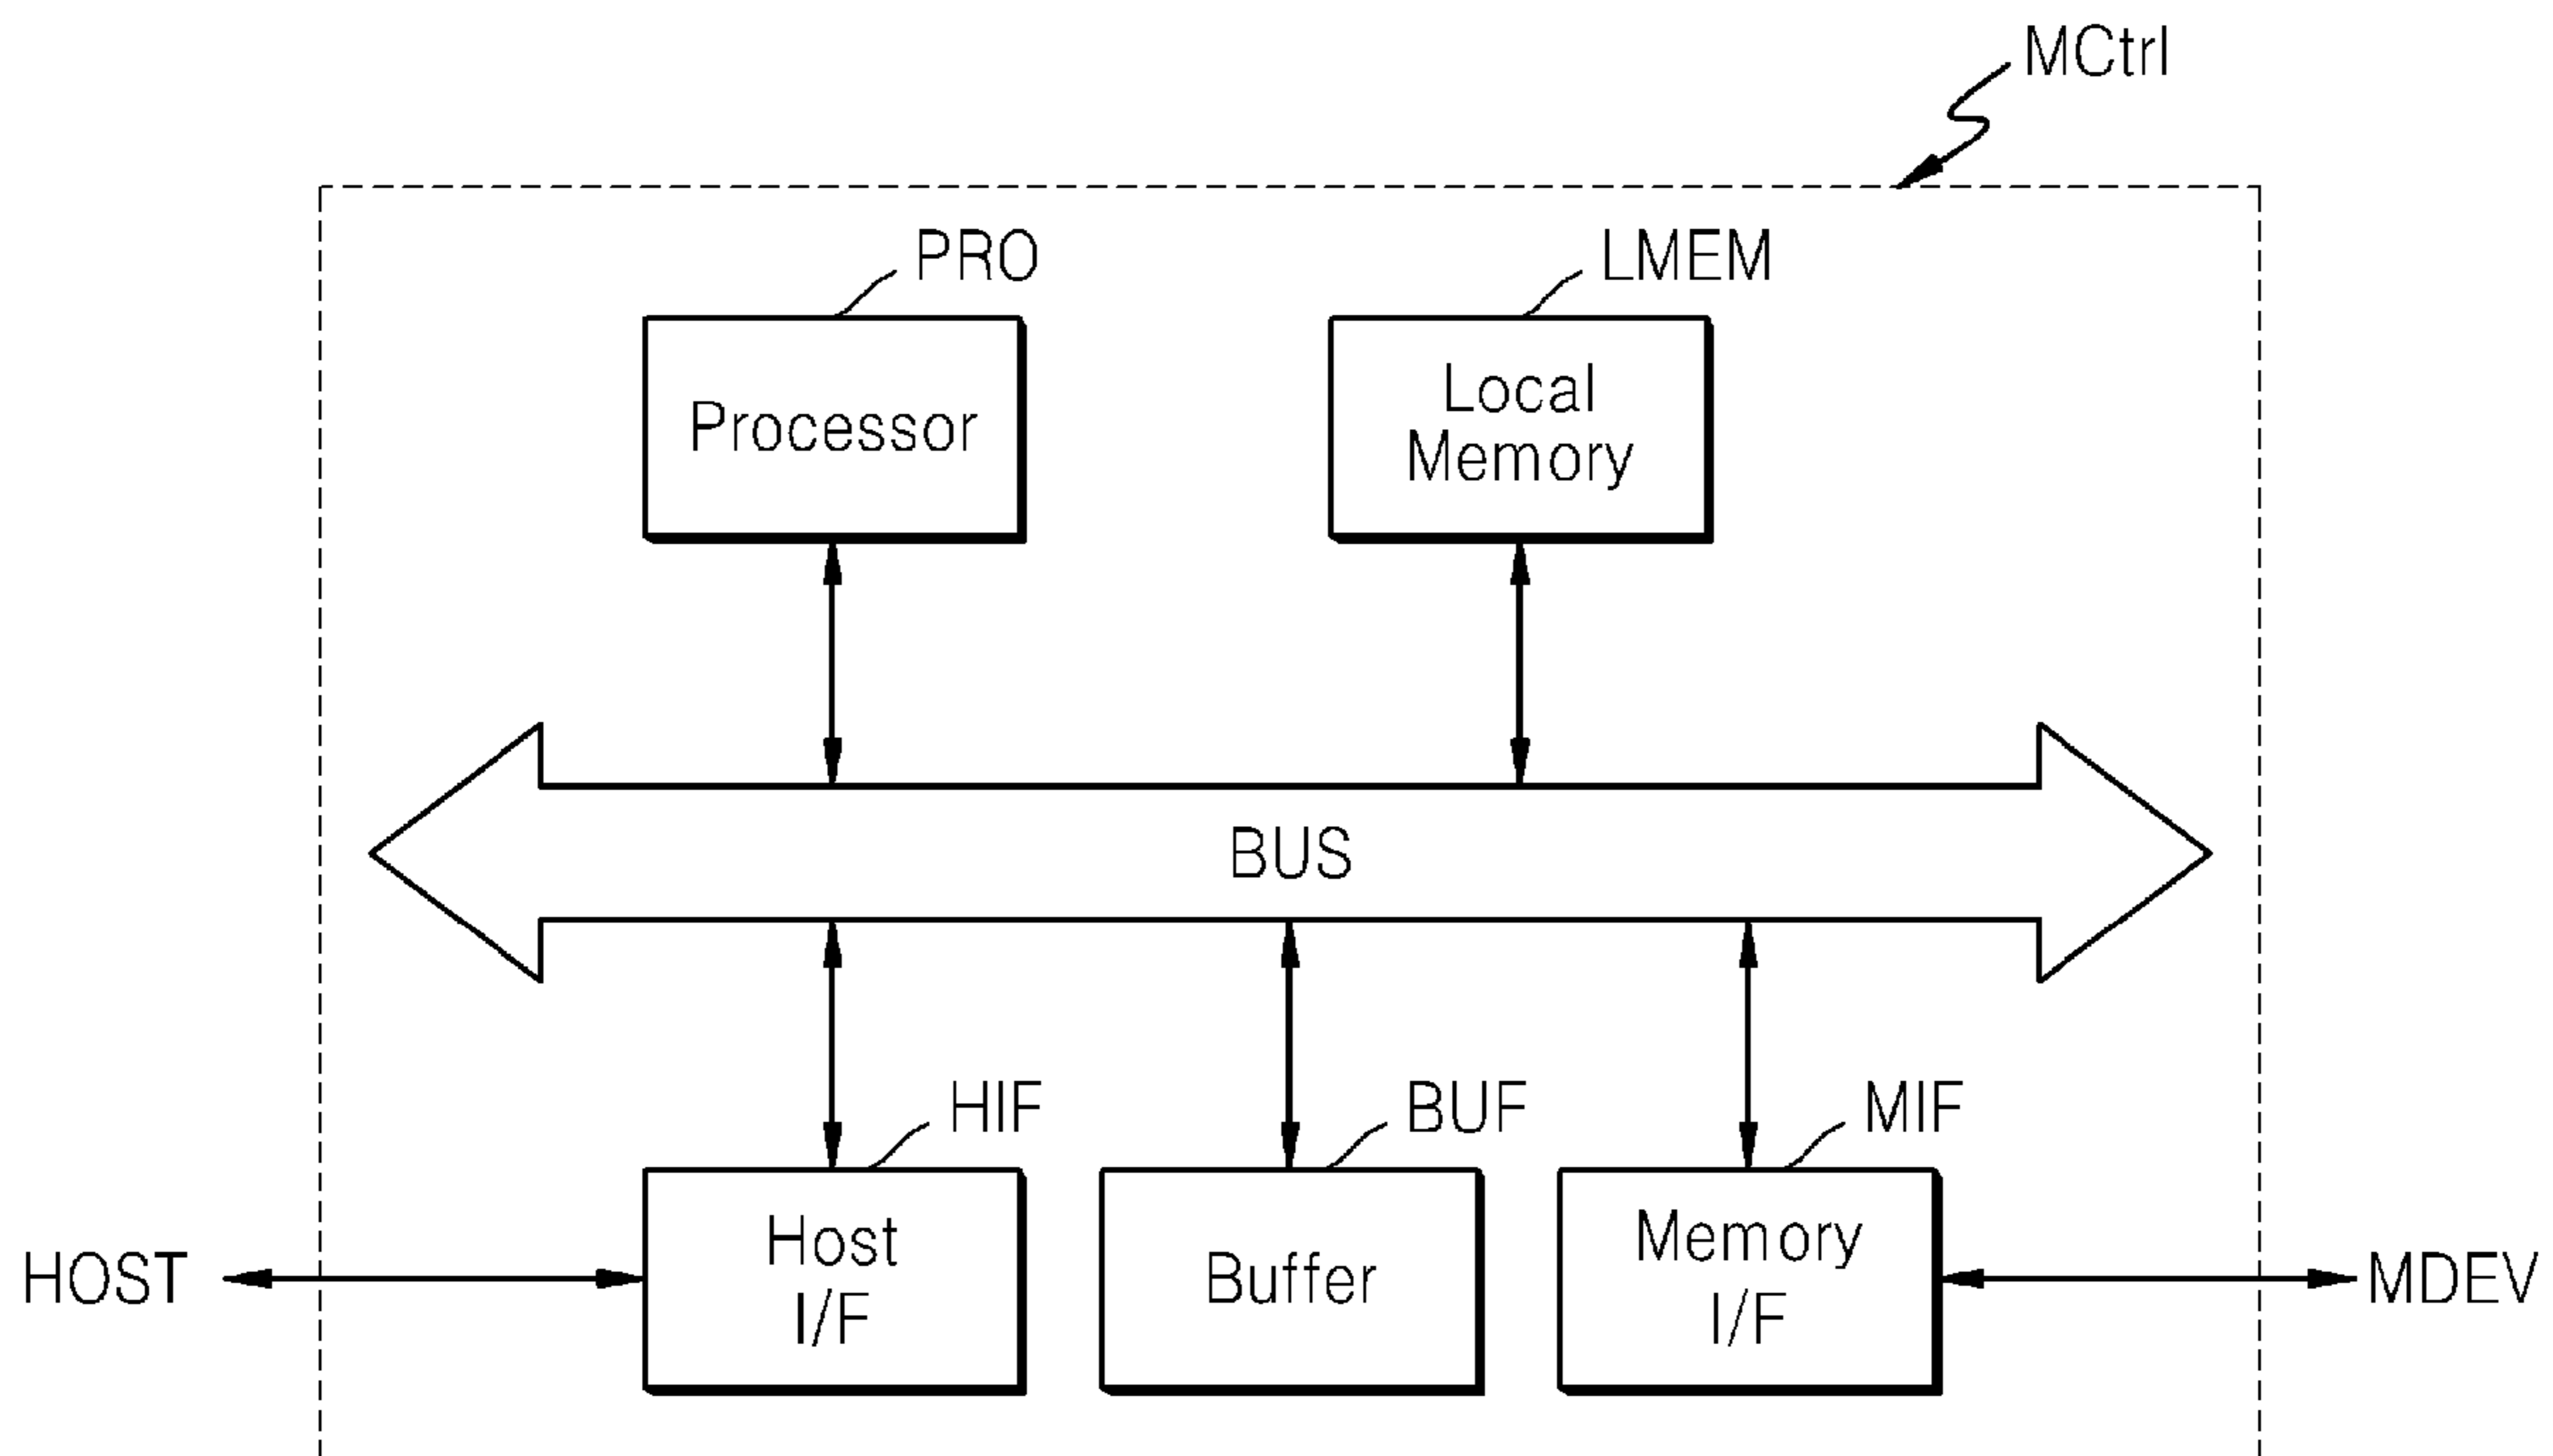 MCtrl
PRO
LMEM
Processor
Local
Memory
BUS
HIF
BUF
MIF
HOST
Host
I/F
Buffer
Memory
I/F
MDEV